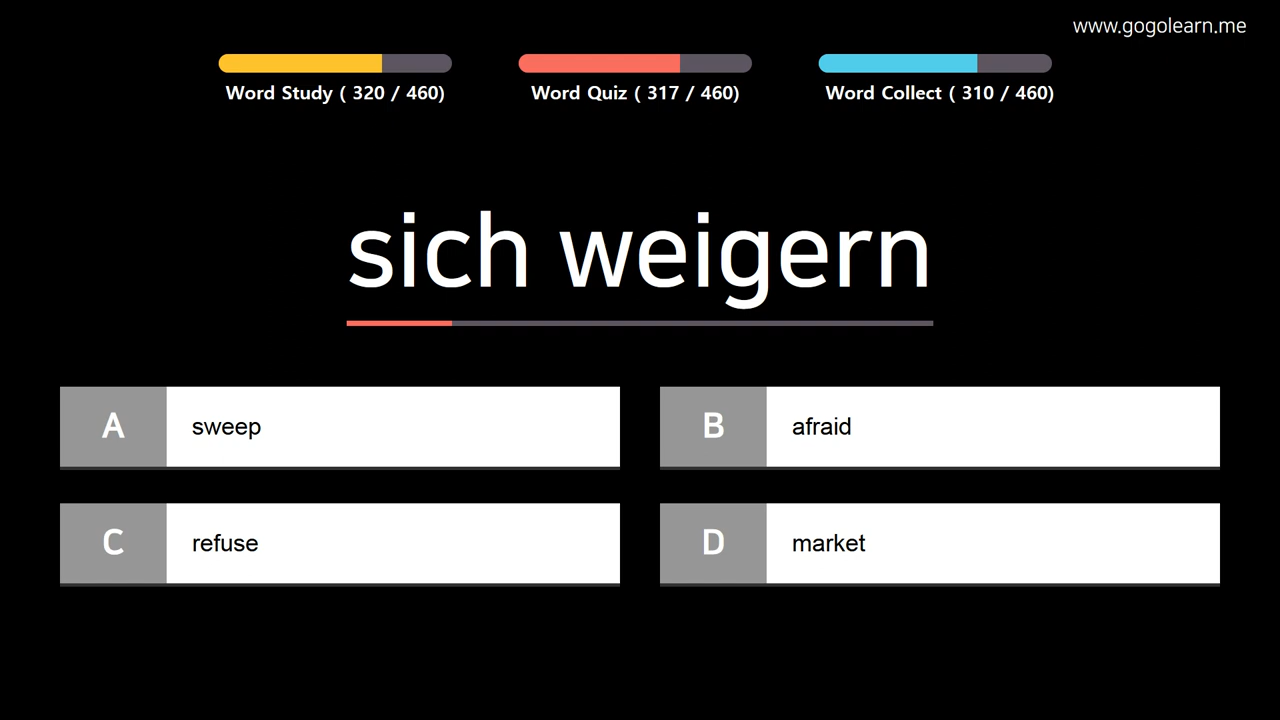 www.gogolearn.me
Word Study ( 320 / 460)
Word Quiz ( 317 / 460)
Word Collect ( 310 / 460)
sich weigern
A sweep
B afraid
C refuse
D market